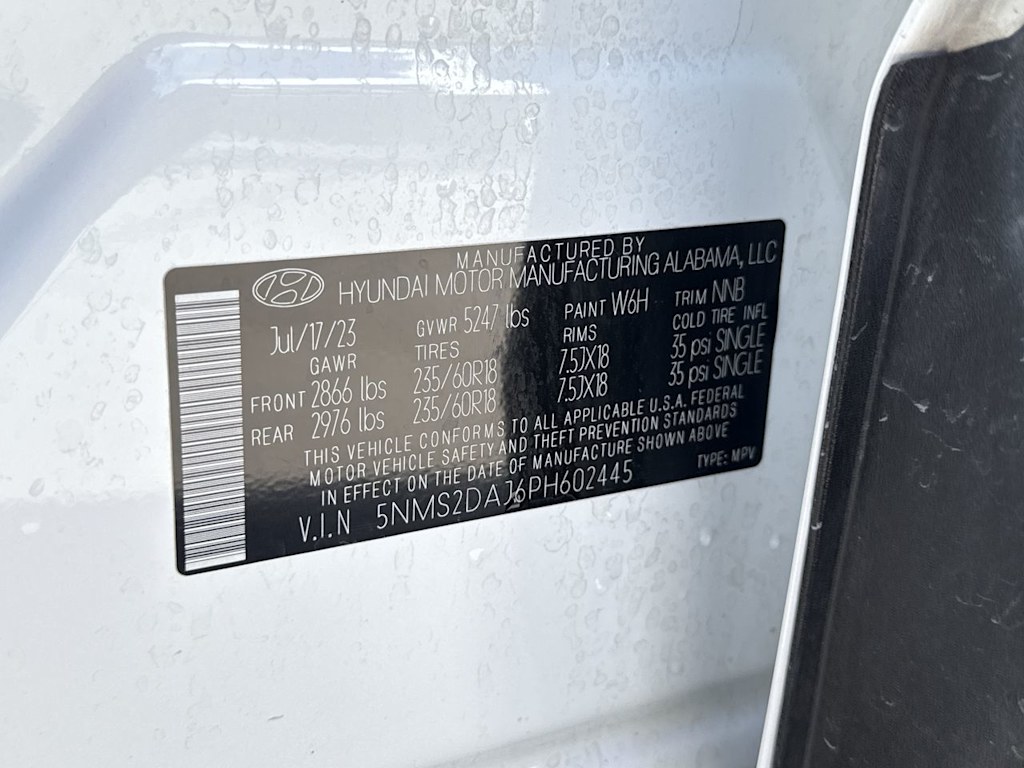 MANUFACTURED BY
HYUNDAI MOTOR MANUFACTURING ALABAMA, LLC
Jul/17/23 GVWR 5247 lbs PAINT W6H TRIM NNB
GAWR TIRES RIMS COLD TIRE INFL
FRONT 2866 lbs 235/60R18 7.5JX18 35 psi SINGLE
REAR 2976 lbs 235/60R18 7.5JX18 35 psi SINGLE
THIS VEHICLE CONFORMS TO ALL APPLICABLE U.S.A. FEDERAL
MOTOR VEHICLE SAFETY AND THEFT PREVENTION STANDARDS
IN EFFECT ON THE DATE OF MANUFACTURE SHOWN ABOVE
V.I.N 5NMS2DAJ6PH602445 TYPE: MPV